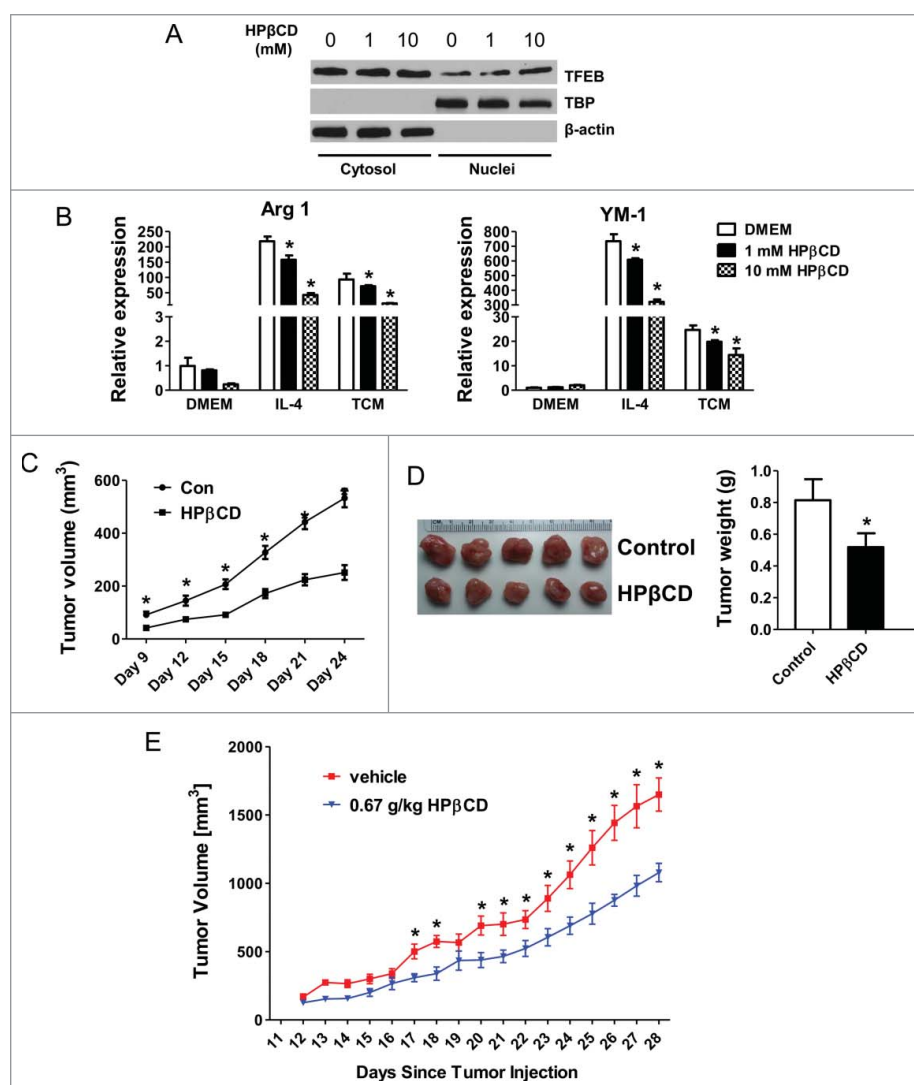 A
HPβCD
(mM)
0 1 10 0 1 10
TFEB
TBP
β-actin
Cytosol Nuclei
B
Arg 1
Relative expression
250
200
150
100
50
2
1
0
DMEM IL-4 TCM
*
*
*
*
YM-1
Relative expression
800
700
600
500
400
300
30
20
10
0
DMEM IL-4 TCM
*
*
*
*
DMEM
1 mM HPβCD
10 mM HPβCD
C
Tumor volume (mm³)
600
400
200
0
Con
HPβCD
* * * * * *
Day 9 Day 12 Day 15 Day 18 Day 21 Day 24
D
Control
HPβCD
Tumor weight (g)
1.0
0.8
0.6
0.4
0.2
0.0
*
Control HPβCD
E
Tumor Volume [mm³]
2000
1500
1000
500
0
vehicle
0.67 g/kg HPβCD
* * * * * * * * * * *
11 12 13 14 15 16 17 18 19 20 21 22 23 24 25 26 27 28
Days Since Tumor Injection